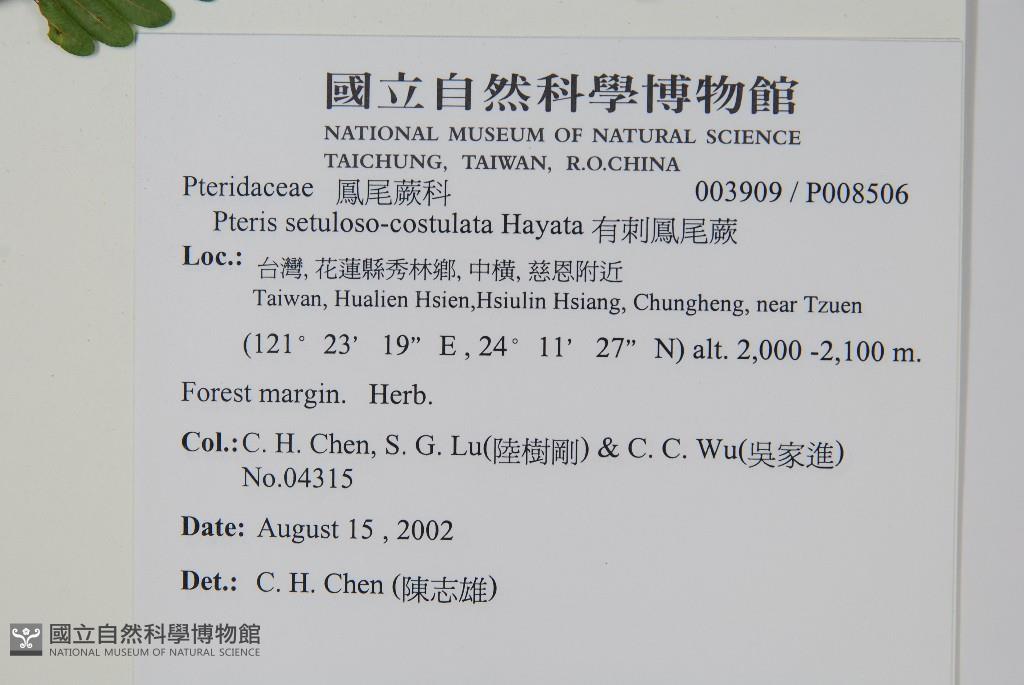 國立自然科學博物館
NATIONAL MUSEUM OF NATURAL SCIENCE
TAICHUNG, TAIWAN, R.O.CHINA
Pteridaceae 鳳尾蕨科 003909 / P008506
Pteris setuloso-costulata Hayata 有刺鳳尾蕨
Loc.: 台灣, 花蓮縣秀林鄉, 中橫, 慈恩附近
Taiwan, Hualien Hsien,Hsiulin Hsiang, Chungheng, near Tzuen
(121° 23’ 19” E , 24° 11’ 27” N) alt. 2,000 -2,100 m.
Forest margin. Herb.
Col.: C. H. Chen, S. G. Lu(陸樹剛) & C. C. Wu(吳家進)
No.04315
Date: August 15 , 2002
Det.: C. H. Chen (陳志雄)
國立自然科學博物館
NATIONAL MUSEUM OF NATURAL SCIENCE